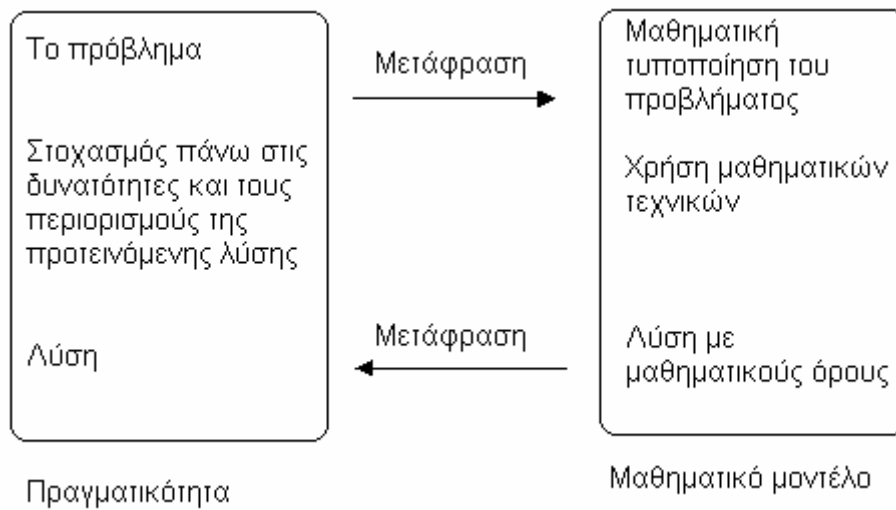 Το πρόβλημα
Στοχασμός πάνω στις
δυνατότητες και τους
περιορισμούς της
προτεινόμενης λύσης
Λύση
Πραγματικότητα
Μετάφραση
Μετάφραση
Μαθηματική
τυποποίηση του
προβλήματος
Χρήση μαθηματικών
τεχνικών
Λύση με
μαθηματικούς όρους
Μαθηματικό μοντέλο